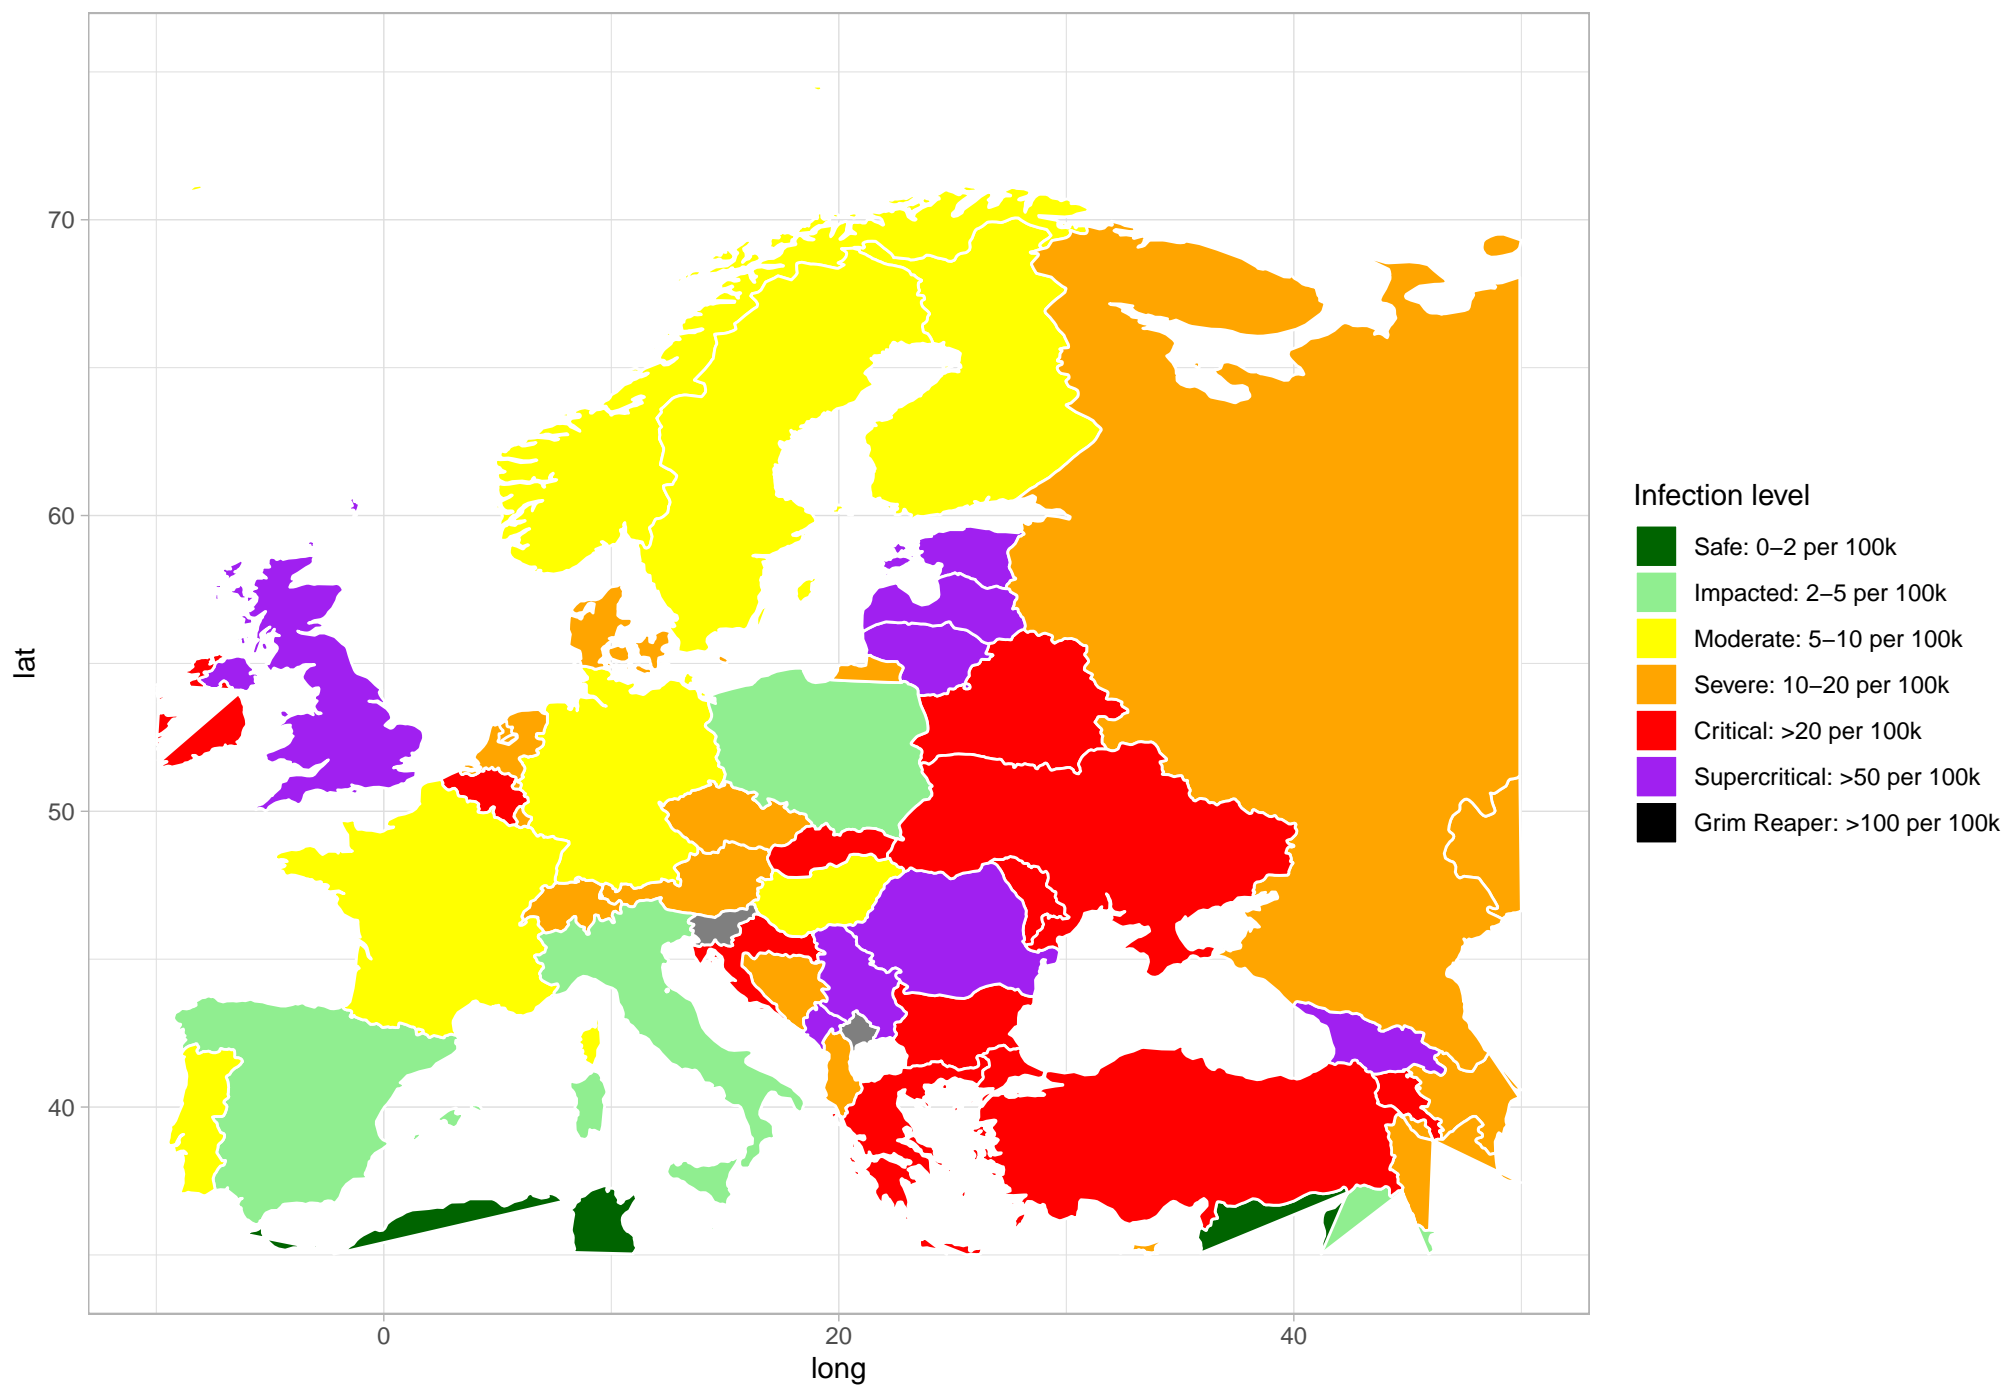 70
60
50
40
lat
0
20
40
long
Infection level
Safe: 0−2 per 100k
Impacted: 2−5 per 100k
Moderate: 5−10 per 100k
Severe: 10−20 per 100k
Critical: >20 per 100k
Supercritical: >50 per 100k
Grim Reaper: >100 per 100k